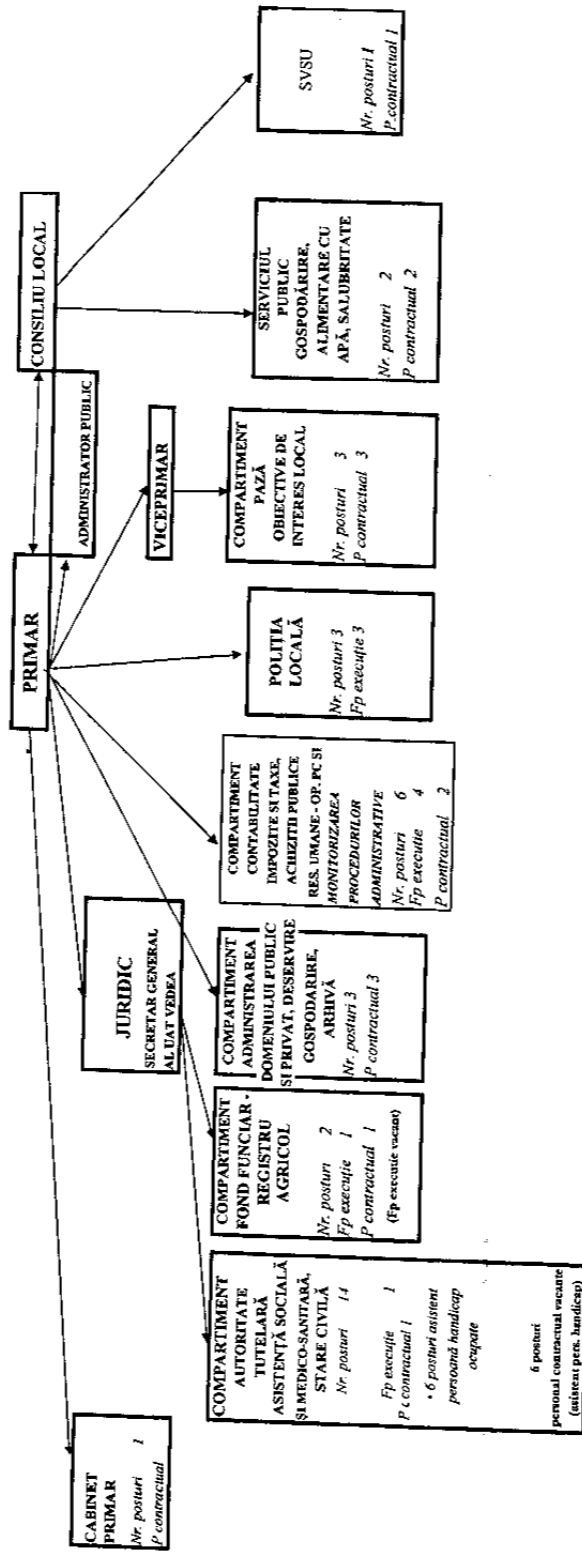 PRIMAR
CONSILIU LOCAL
ADMINISTRATOR PUBLIC
VICEPRIMAR
JURIDIC
SECRETAR GENERAL
AL UAT VEDEA
CABINET
PRIMAR
Nr. posturi 1
P contractual
COMPARTIMENT
AUTORITATE
TUTELARĂ
ASISTENȚĂ SOCIALĂ
ȘI MEDICO-SANITARĂ,
STARE CIVILĂ
Nr. posturi 14
Fp execuție 1
P contractual 1
• 6 posturi asistent
persoană handicap
ocupate
6 posturi
personal contractual vacante
(asistent pers. handicap)
COMPARTIMENT
FOND FUNCIAR -
REGISTRU
AGRICOL
Nr. posturi 2
Fp execuție 1
P contractual 1
(Fp executie vacant)
COMPARTIMENT
ADMINISTRAREA
DOMENIULUI PUBLIC
SI PRIVAT, DESERVIRE
GOSPODARIRE,
ARHIVĂ
Nr. posturi 3
P contractual 3
COMPARTIMENT
CONTABILITATE
IMPOZITE SI TAXE,
ACHIZITII PUBLICE
RES. UMANE - OP. PC SI
MONITORIZAREA
PROCEDURILOR
ADMINISTRATIVE
Nr. posturi 6
Fp execuție 4
P contractual 2
POLIȚIA
LOCALĂ
Nr. posturi 3
Fp execuție 3
COMPARTIMENT
PAZĂ
OBIECTIVE DE
INTERES LOCAL
Nr. posturi 3
P contractual 3
SERVICIUL
PUBLIC
GOSPODĂRIRE,
ALIMENTARE CU
APĂ, SALUBRITATE
Nr. posturi 2
P contractual 2
SVSU
Nr. posturi 1
P.contractual 1